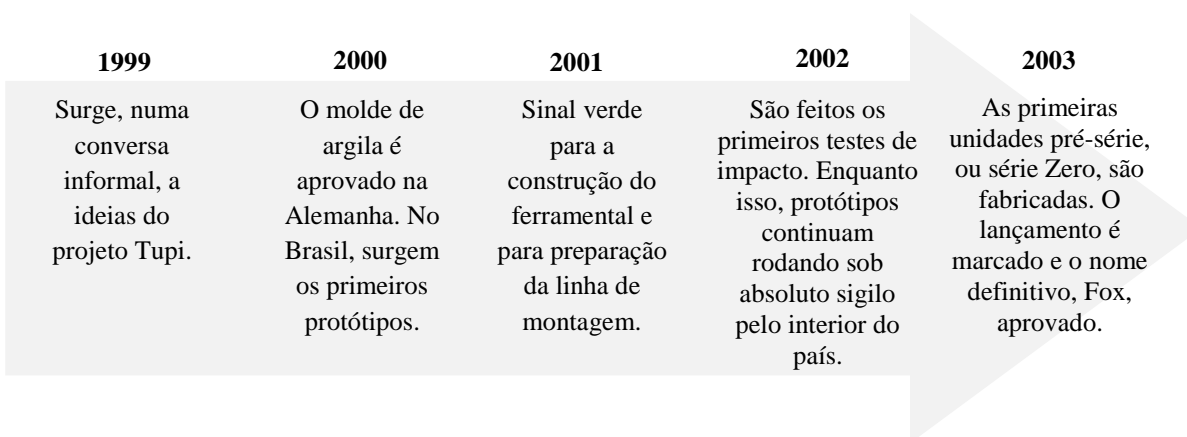 1999
Surge, numa
conversa
informal, a
ideias do
projeto Tupi.
2000
O molde de
argila é
aprovado na
Alemanha. No
Brasil, surgem
os primeiros
protótipos.
2001
Sinal verde
para a
construção do
ferramental e
para preparação
da linha de
montagem.
2002
São feitos os
primeiros testes de
impacto. Enquanto
isso, protótipos
continuam
rodando sob
absoluto sigilo
pelo interior do
país.
2003
As primeiras
unidades pré-série,
ou série Zero, são
fabricadas. O
lançamento é
marcado e o nome
definitivo, Fox,
aprovado.